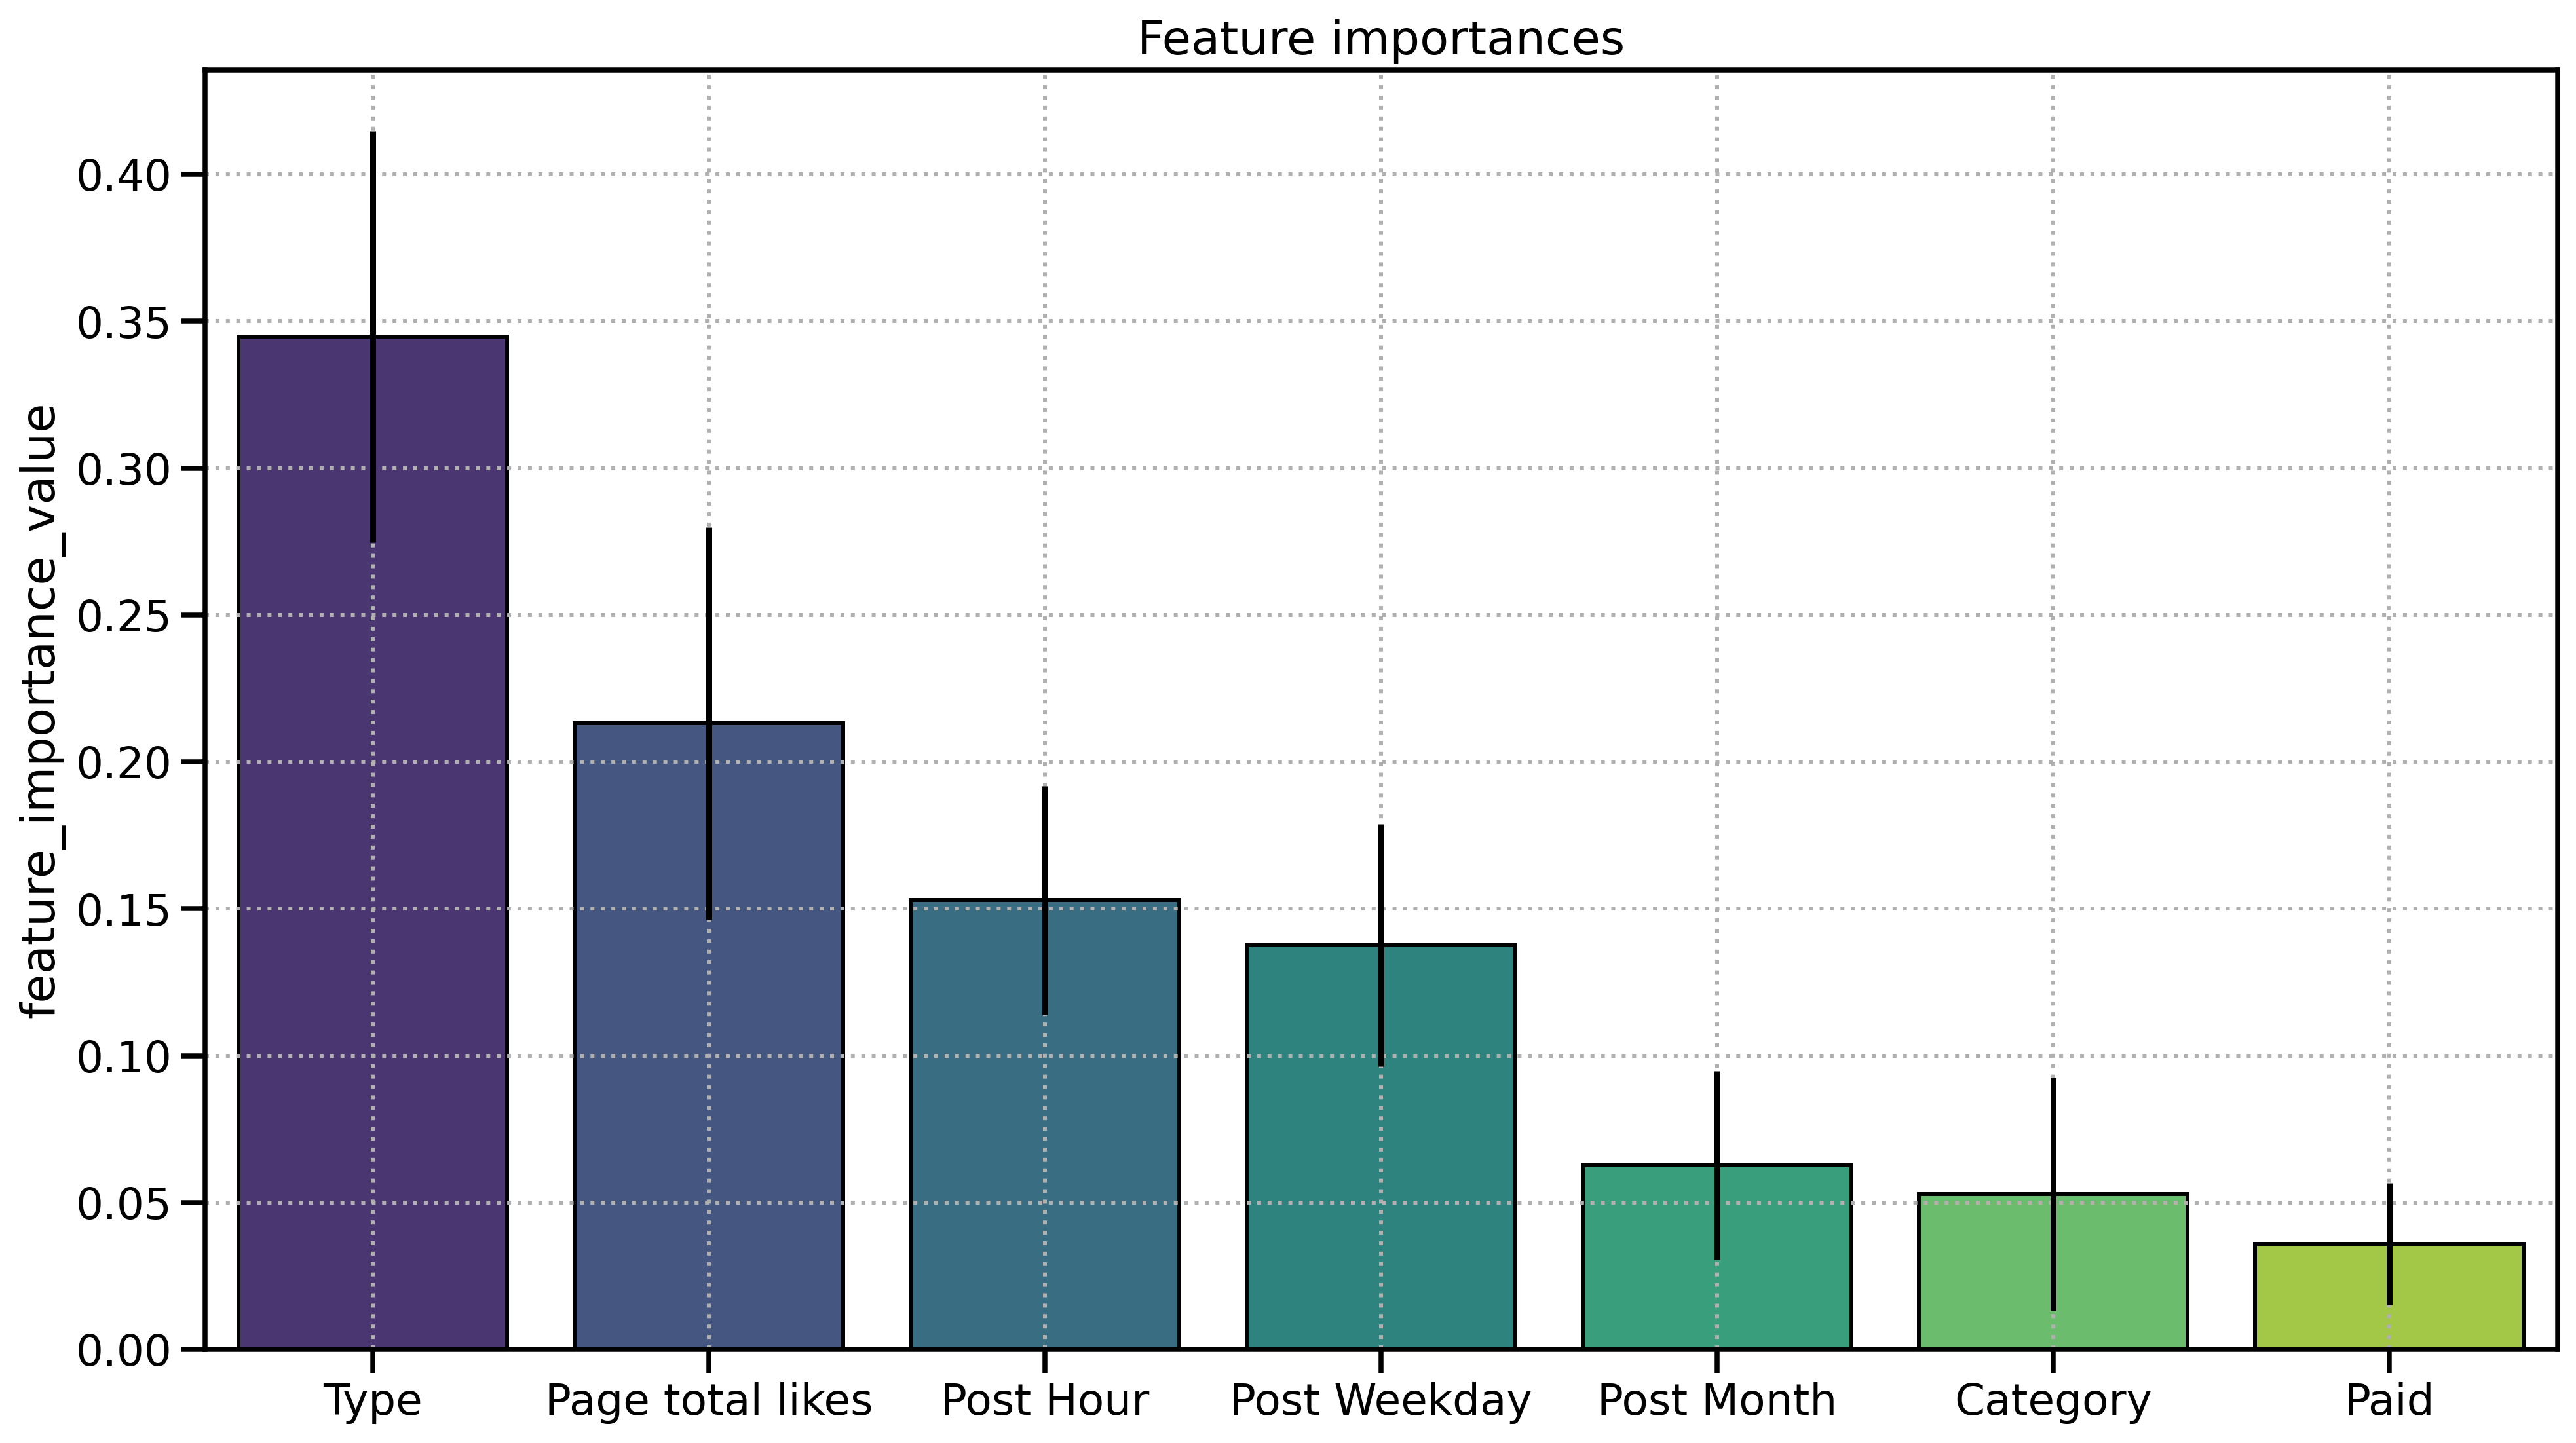 Feature importances
feature_importance_value
0.40
0.35
0.30
0.25
0.20
0.15
0.10
0.05
0.00
Type
Page total likes
Post Hour
Post Weekday
Post Month
Category
Paid